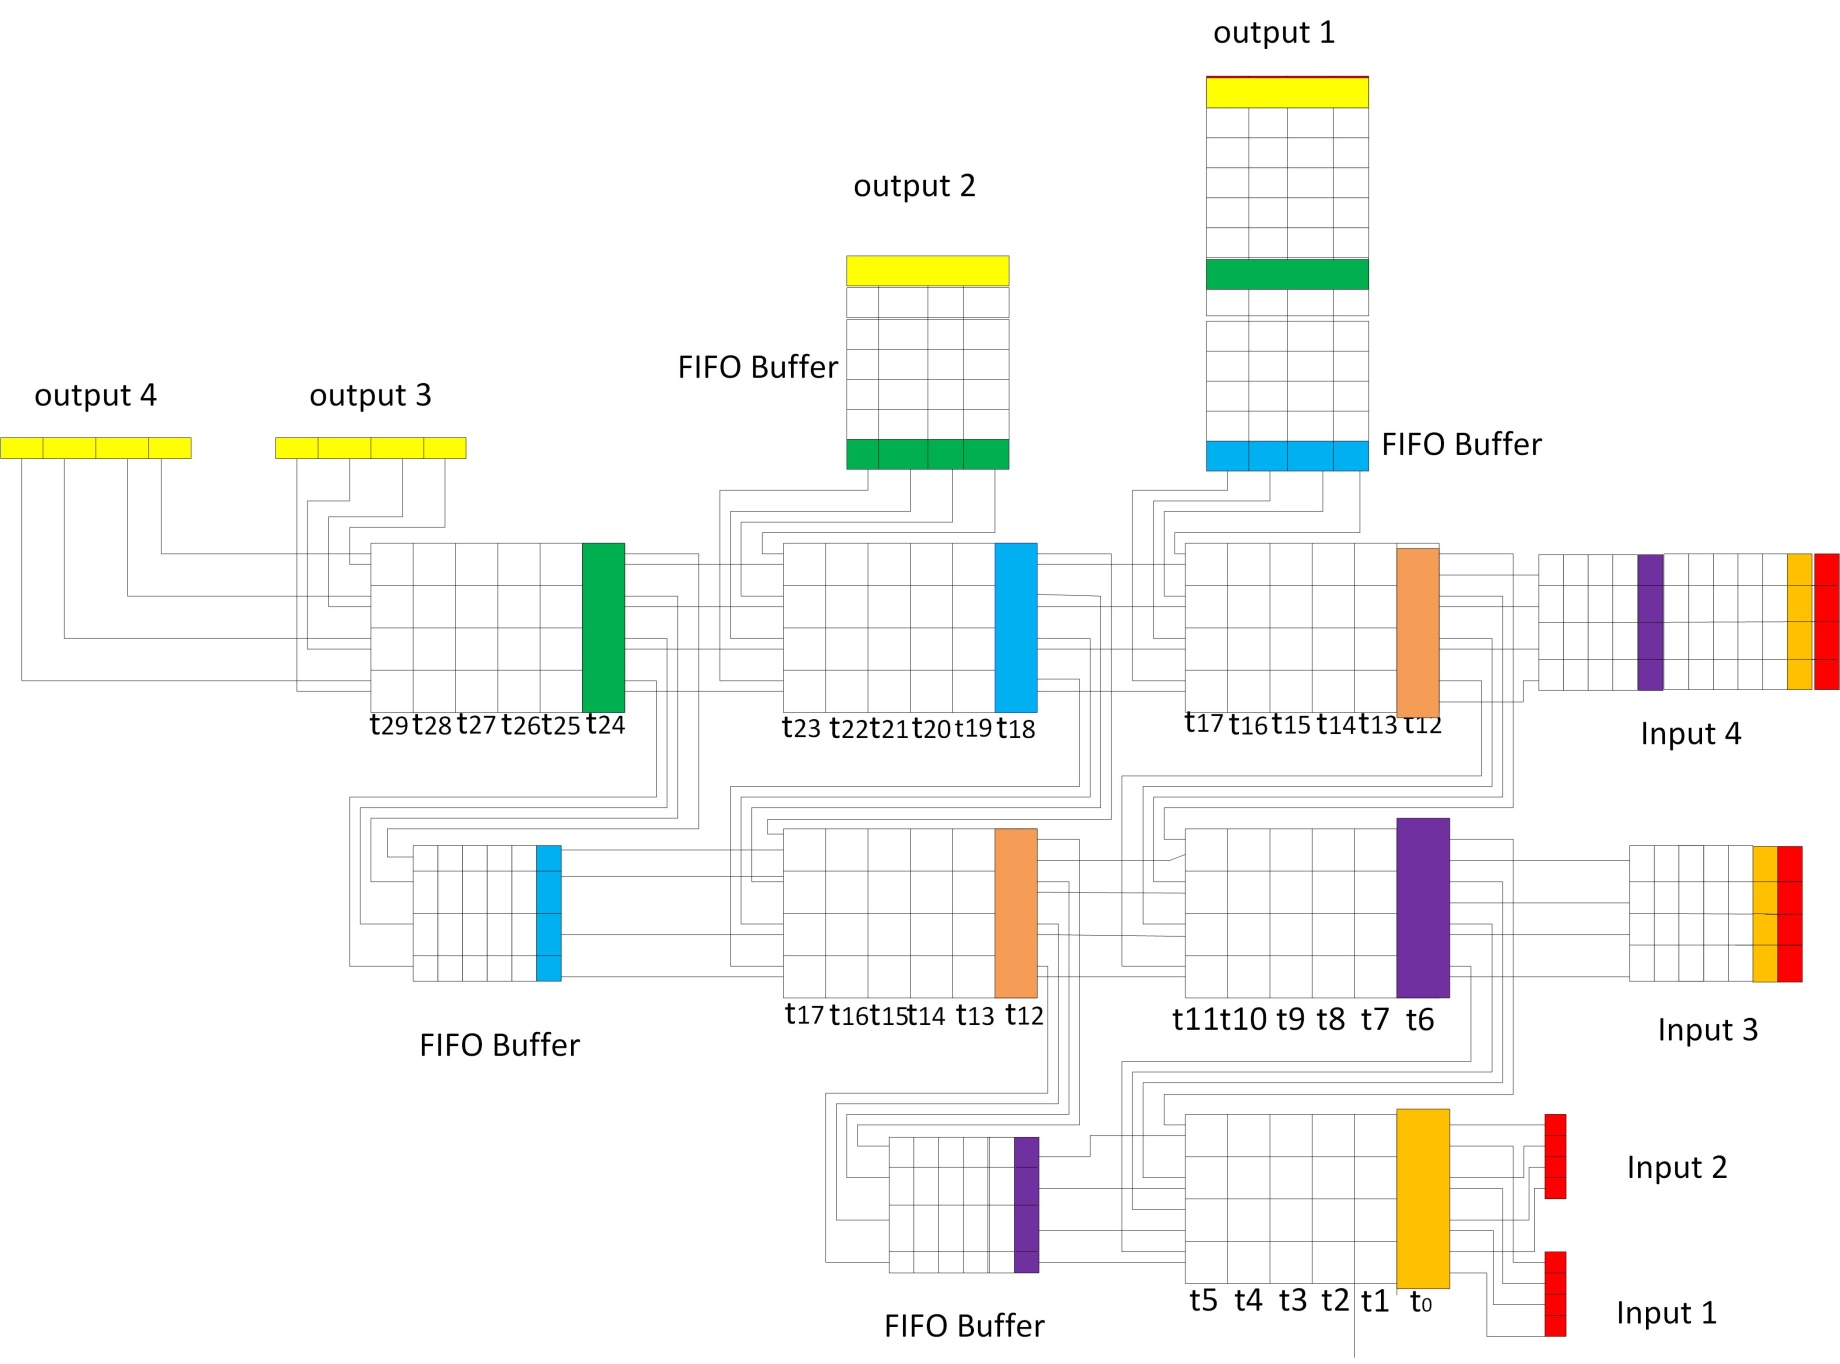 output 1
output 2
FIFO Buffer
output 4
output 3
FIFO Buffer
t29 t28 t27 t26 t25 t24
t23 t22 t21 t20 t19 t18
t17 t16 t15 t14 t13 t12
Input 4
t17 t16 t15 t14 t13 t12
t11 t10 t9 t8 t7 t6
Input 3
FIFO Buffer
Input 2
t5 t4 t3 t2 t1 t0
Input 1
FIFO Buffer